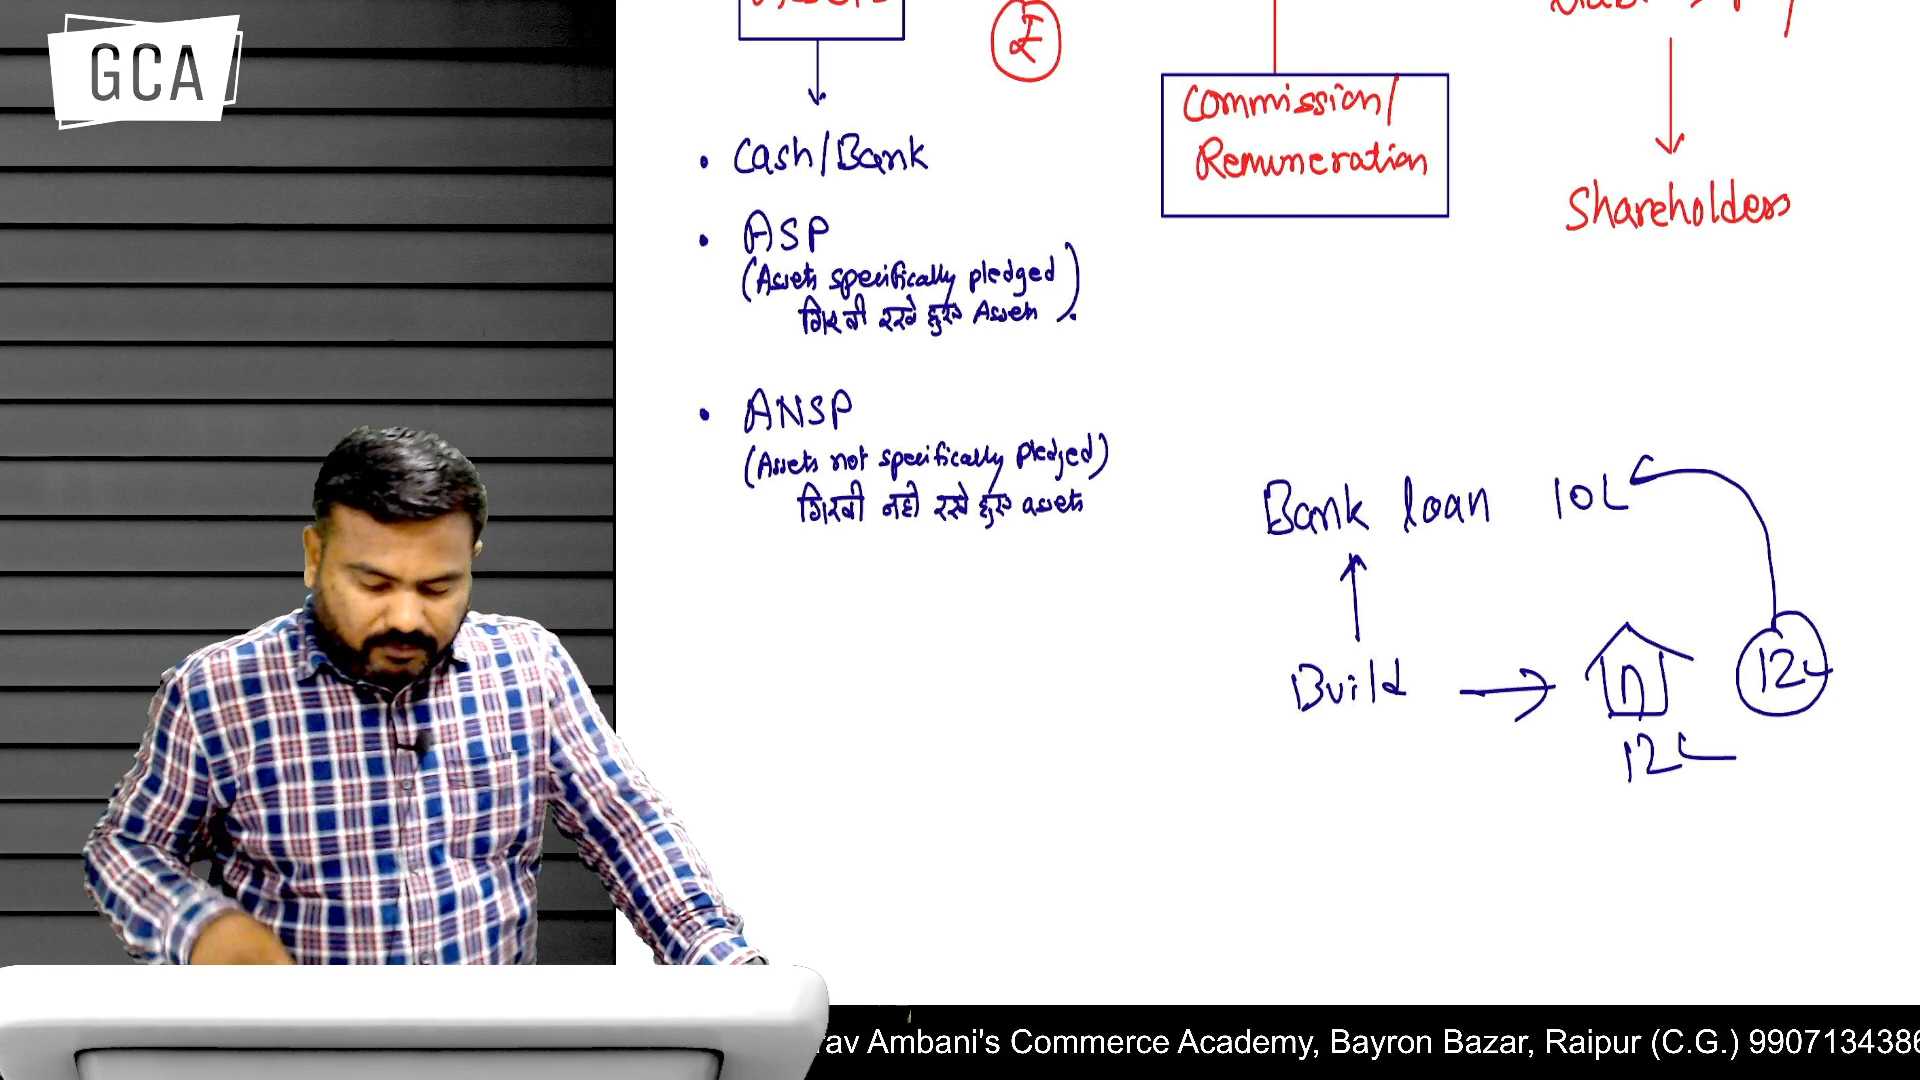 GCA
£
Commission/
Remuneration
• Cash/Bank
Shareholders
• ASP
(Assets specifically pledged
गिरवी रखे हुए Assets).
• ANSP
(Assets not specifically pledged)
गिरवी नही रखे हुए assets
Bank loan 10L
Build
12L
12L
rav Ambani's Commerce Academy, Bayron Bazar, Raipur (C.G.) 9907134386